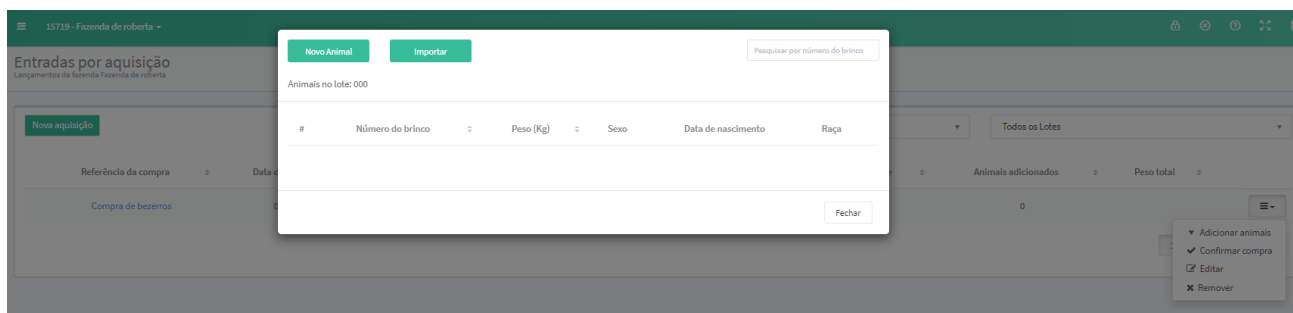 15719 - Fazenda de roberta
Entradas por aquisição
Lançamentos da fazenda Fazenda de roberta
Novo Animal
Importar
Pesquisar por número do brinco
Animais no lote: 000
# Número do brinco Peso (Kg) Sexo Data de nascimento Raça
Fechar
Nova aquisição
Todos os Lotes
Referência da compra Data d Animais adicionados Peso total
Compra de bezerros 0
Adicionar animais
Confirmar compra
Editar
Remover